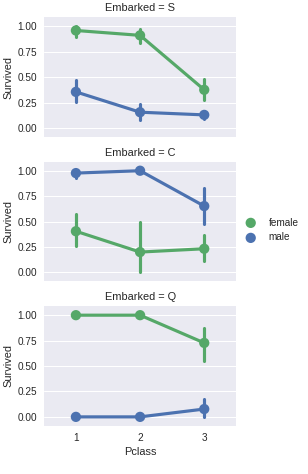 Embarked = S
1.00
0.75
0.50
0.25
0.00
Survived
Embarked = C
1.00
0.75
0.50
0.25
0.00
Survived
female
male
Embarked = Q
1.00
0.75
0.50
0.25
0.00
Survived
1 2 3
Pclass